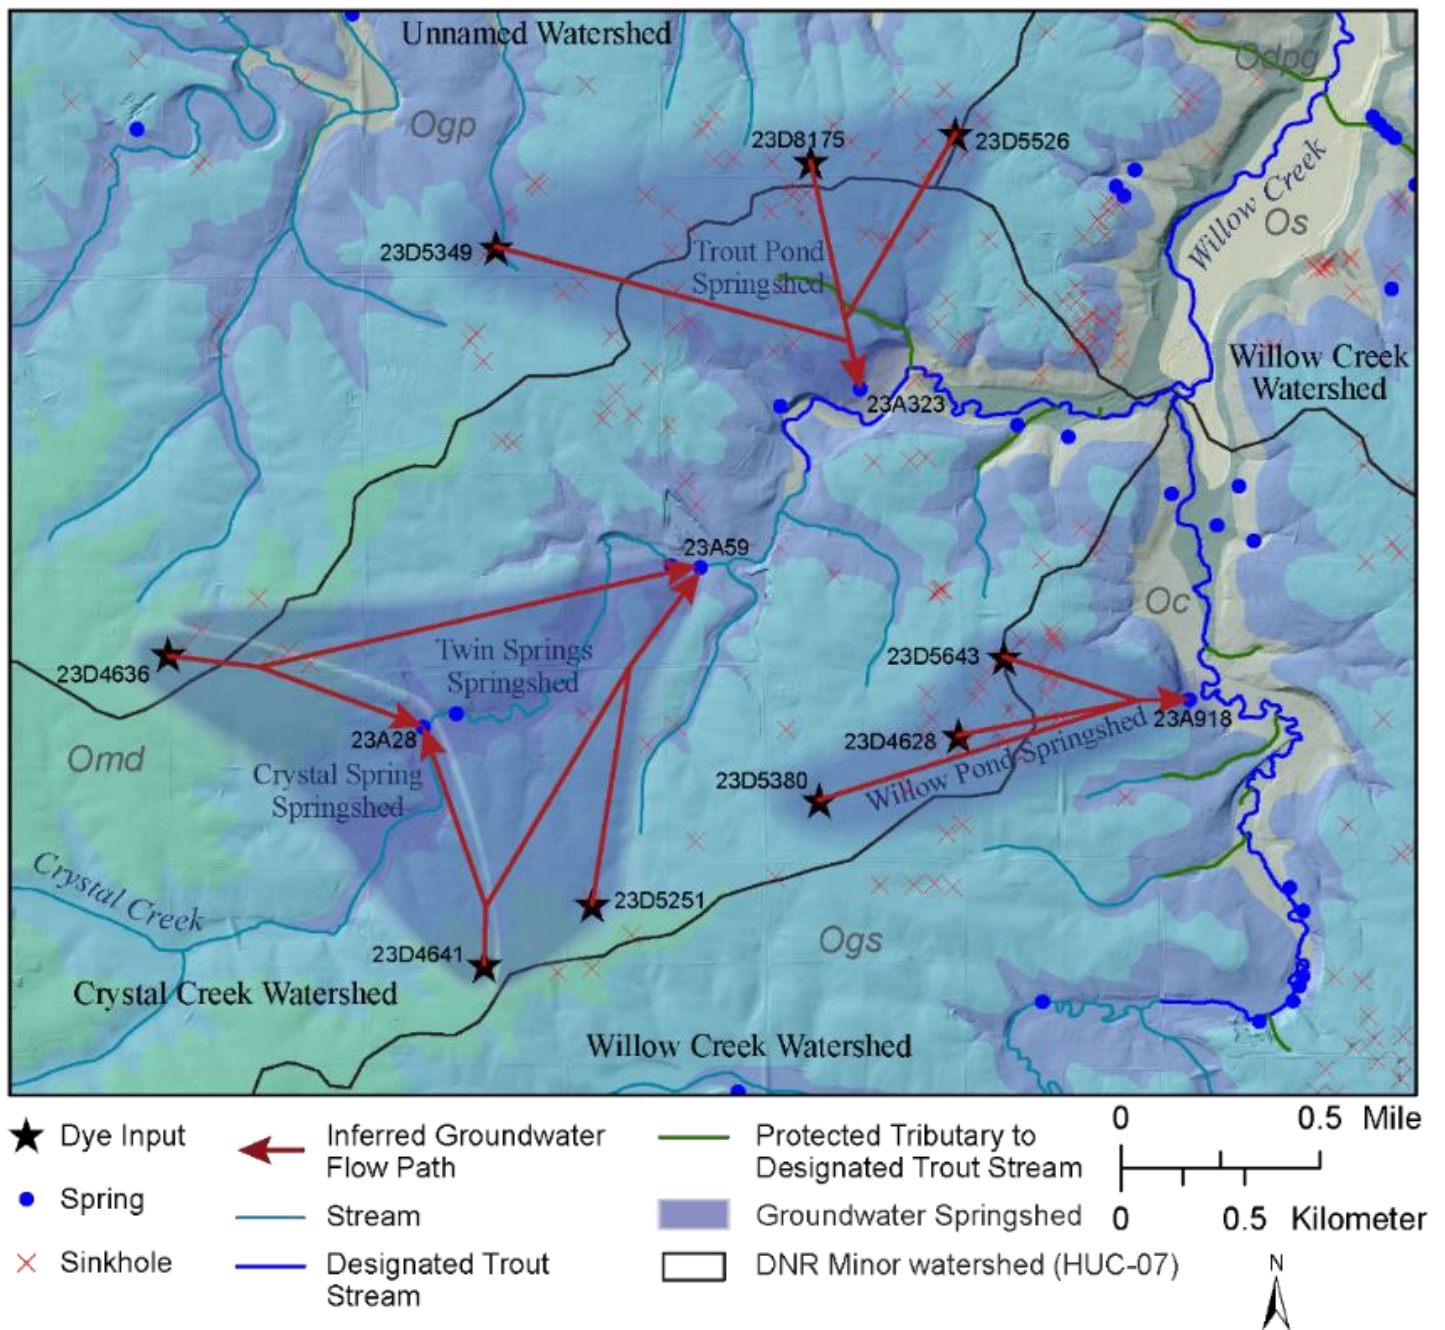 Unnamed Watershed
Odpg
Ogp
23D8175
23D5526
Willow Creek
Os
23D5349
Trout Pond
Springshed
Willow Creek
Watershed
23A323
23A59
Oc
23D5643
Twin Springs
Springshed
23D4636
23A918
23A28
23D4628
Omd
Crystal Spring
Springshed
23D5380
Willow Pond Springshed
Crystal Creek
23D5251
Ogs
23D4641
Crystal Creek Watershed
Willow Creek Watershed
Dye Input
Spring
Sinkhole
Inferred Groundwater
Flow Path
Stream
Designated Trout
Stream
Protected Tributary to
Designated Trout Stream
Groundwater Springshed
DNR Minor watershed (HUC-07)
0 0.5 Mile
0 0.5 Kilometer
N